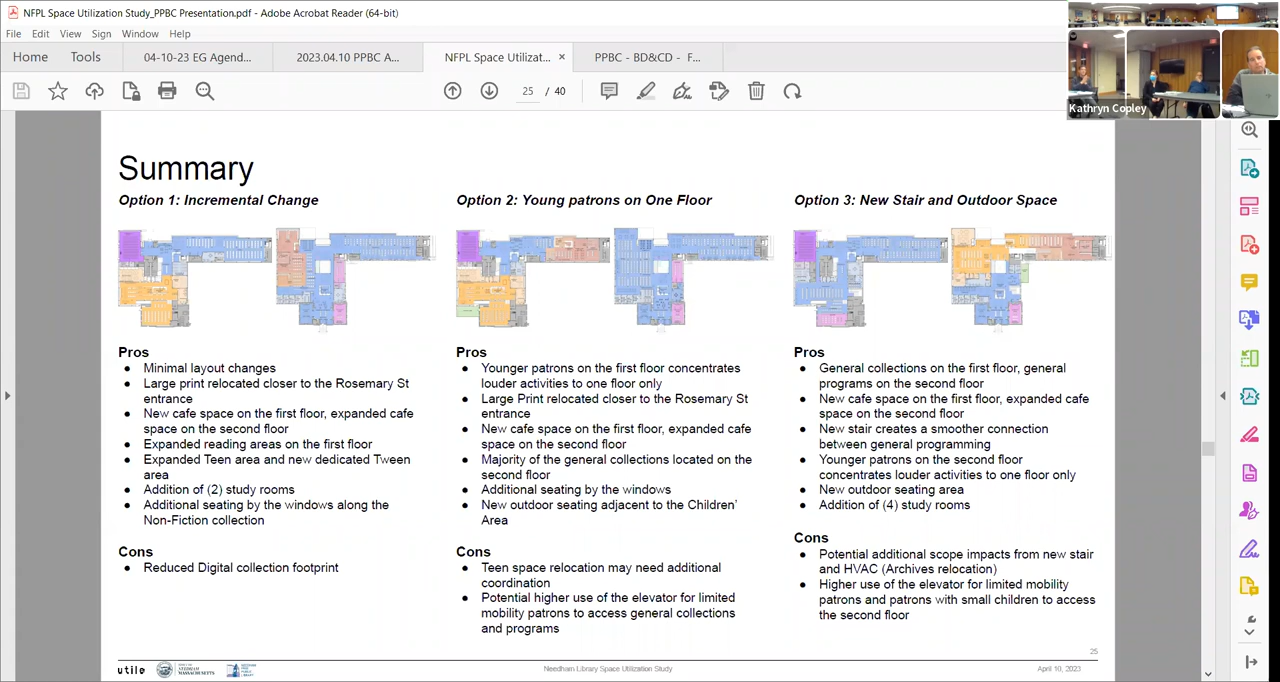 NFPL Space Utilization Study_PPBC Presentation.pdf - Adobe Acrobat Reader (64-bit)
File Edit View Sign Window Help
Home Tools 04-10-23 EG Agend... 2023.04.10 PPBC A... NFPL Space Utilizat... × PPBC - BD&CD - F...
25 / 40
Kathryn Copley
Summary
Option 1: Incremental Change
Pros
• Minimal layout changes
• Large print relocated closer to the Rosemary St
entrance
• New cafe space on the first floor, expanded cafe
space on the second floor
• Expanded reading areas on the first floor
• Expanded Teen area and new dedicated Tween
area
• Addition of (2) study rooms
• Additional seating by the windows along the
Non-Fiction collection
Cons
• Reduced Digital collection footprint
Option 2: Young patrons on One Floor
Pros
• Younger patrons on the first floor concentrates
louder activities to one floor only
• Large Print relocated closer to the Rosemary St
entrance
• New cafe space on the first floor, expanded cafe
space on the second floor
• Majority of the general collections located on the
second floor
• Additional seating by the windows
• New outdoor seating adjacent to the Children'
Area
Cons
• Teen space relocation may need additional
coordination
• Potential higher use of the elevator for limited
mobility patrons to access general collections
and programs
Option 3: New Stair and Outdoor Space
Pros
• General collections on the first floor, general
programs on the second floor
• New cafe space on the first floor, expanded cafe
space on the second floor
• New stair creates a smoother connection
between general programming
• Younger patrons on the second floor
concentrates louder activities to one floor only
• New outdoor seating area
• Addition of (4) study rooms
Cons
• Potential additional scope impacts from new stair
and HVAC (Archives relocation)
• Higher use of the elevator for limited mobility
patrons and patrons with small children to access
the second floor
25
utile
Needham Library Space Utilization Study
April 10, 2023